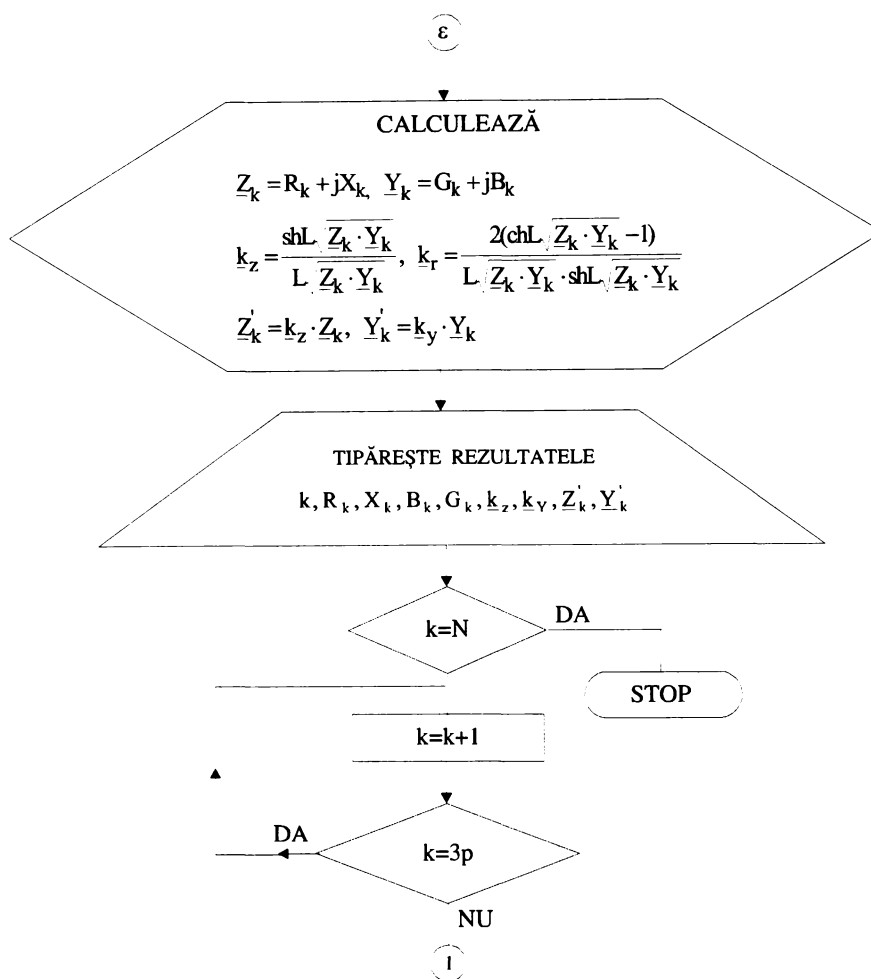 ε
CALCULEAZĂ
Z_k = R_k + jX_k, Y_k = G_k + jB_k
k_z = shL√(Z_k · Y_k) / L√(Z_k · Y_k), k_r = 2(chL√(Z_k · Y_k) −1) / L√(Z_k · Y_k) · shL√(Z_k · Y_k)
Z'_k = k_z · Z_k, Y'_k = k_y · Y_k
TIPĂREȘTE REZULTATELE
k, R_k, X_k, B_k, G_k, k_z, k_Y, Z'_k, Y'_k
k=N
DA
STOP
k=k+1
DA
k=3p
NU
1